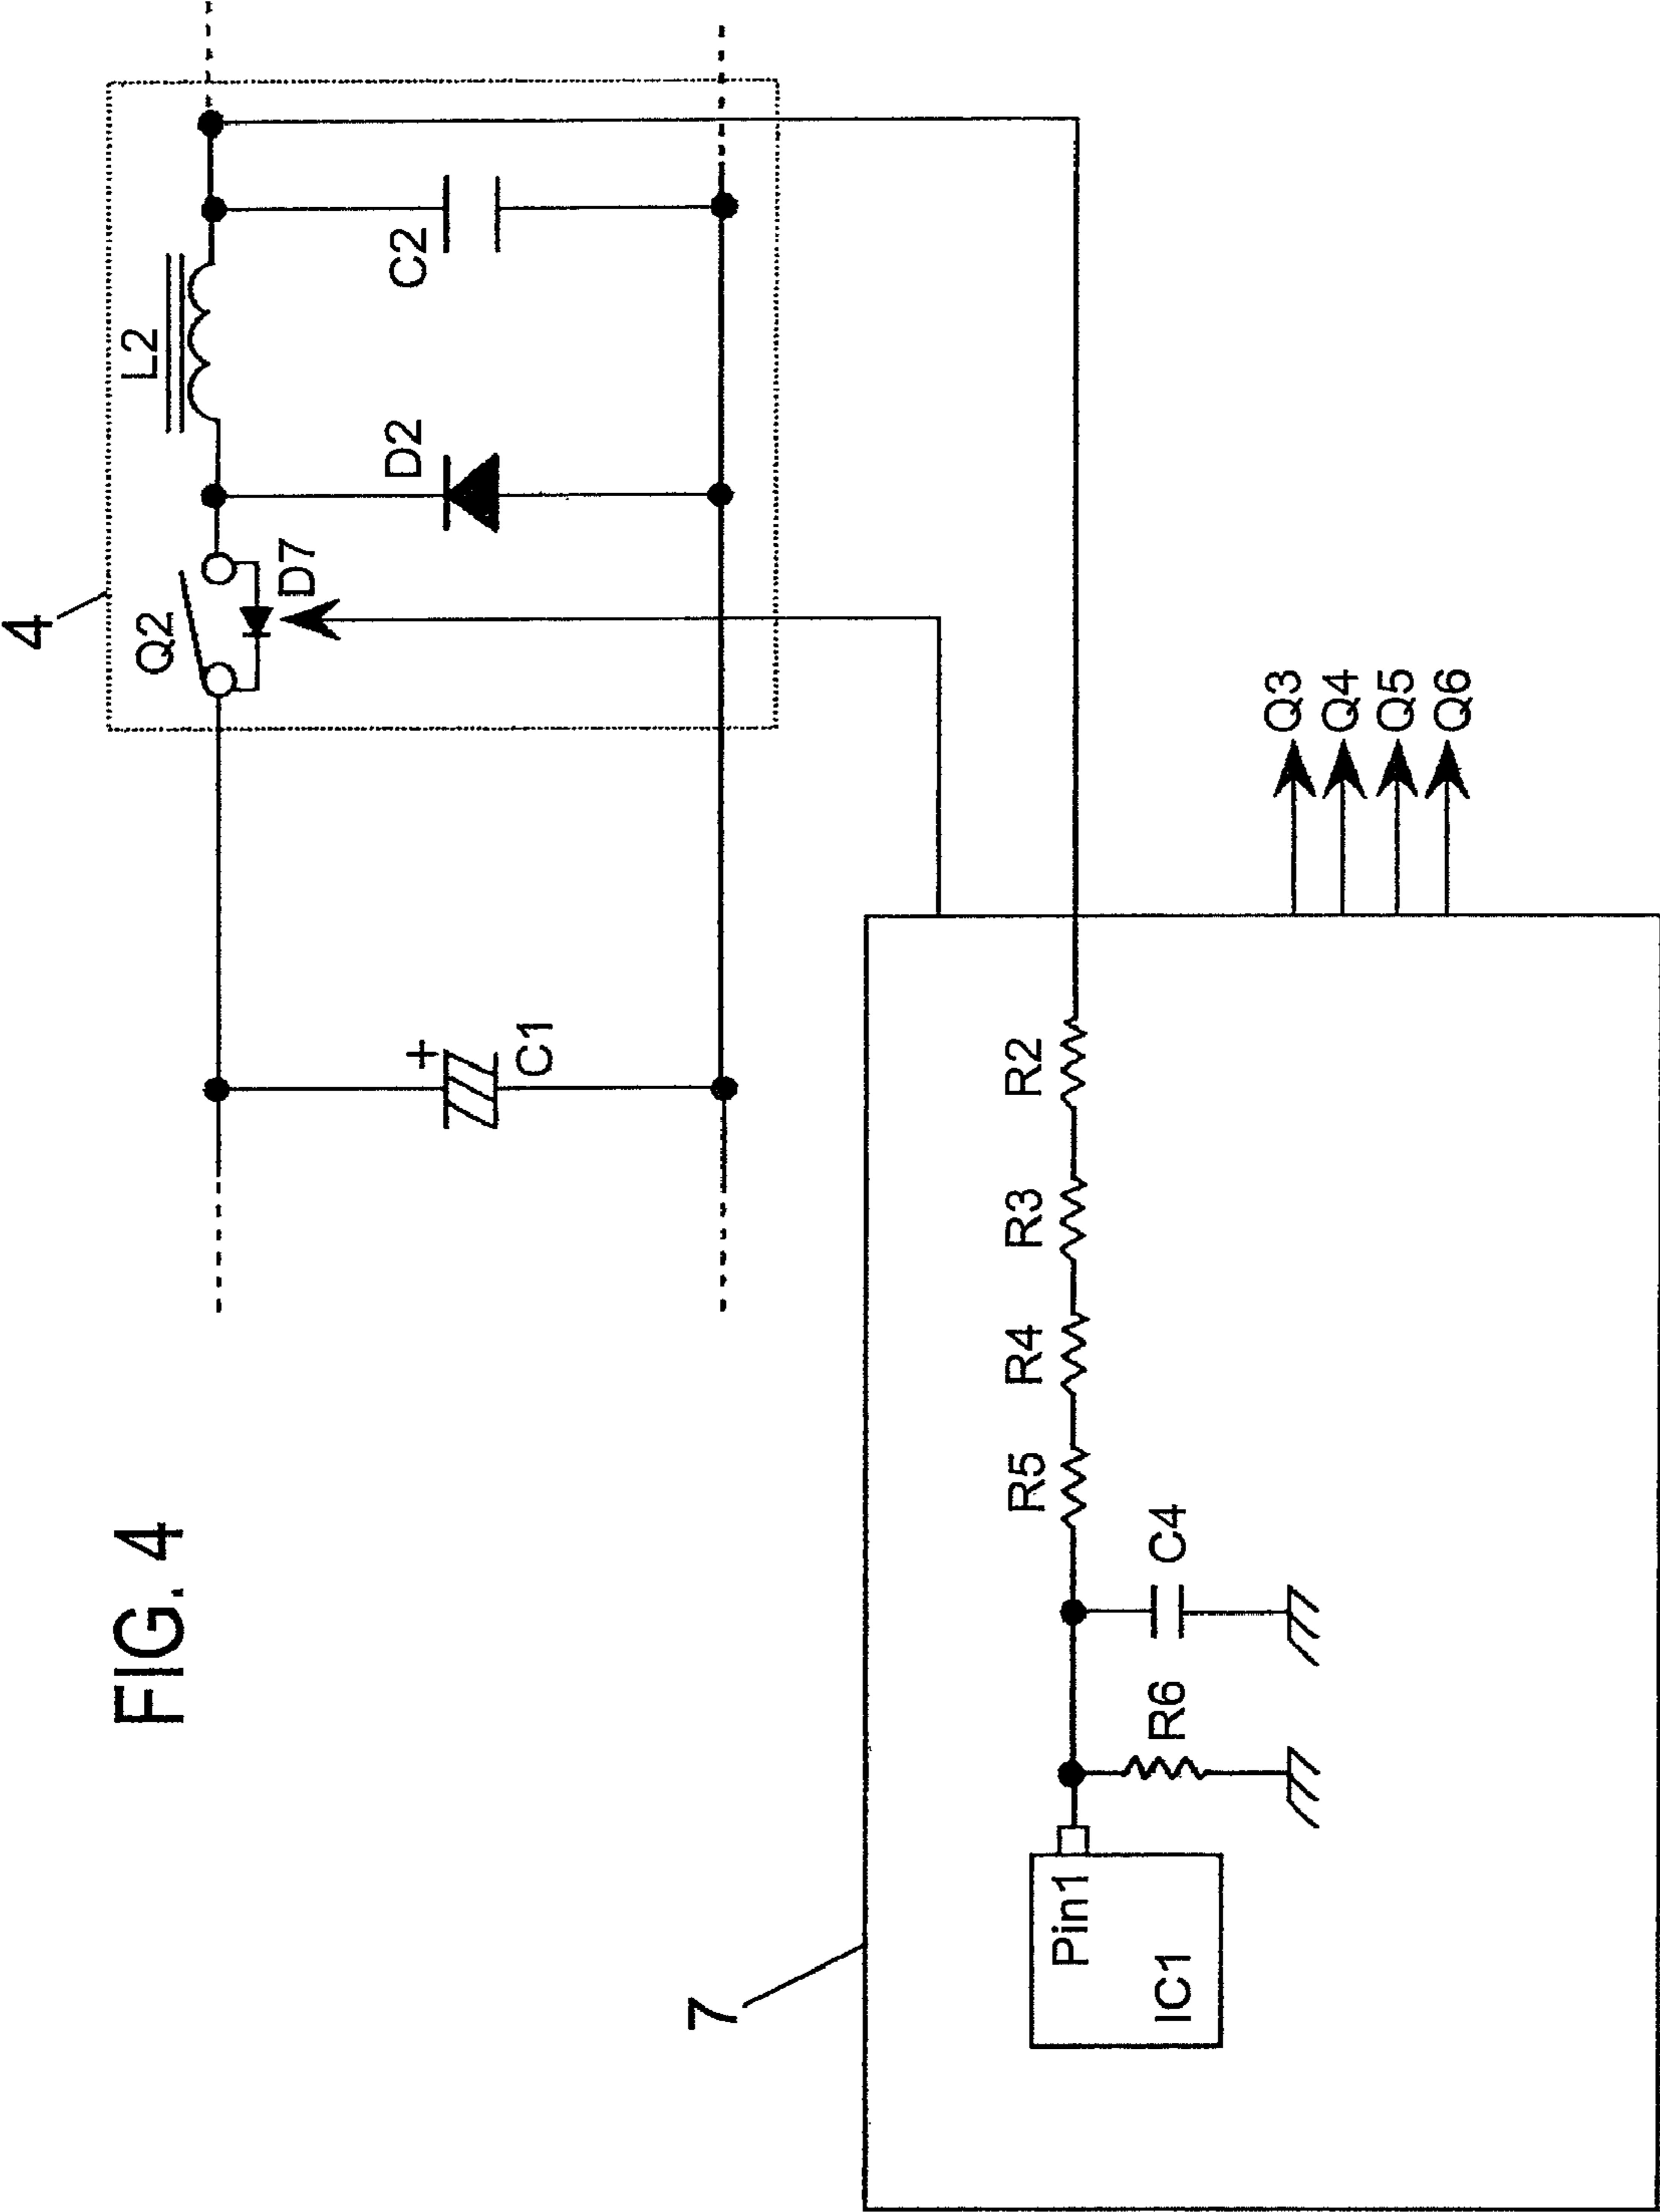 FIG. 4
4
Q2
D7
L2
D2
C2
+
C1
7
R5
R4
R3
R2
C4
R6
Pin1
IC1
Q3
Q4
Q5
Q6